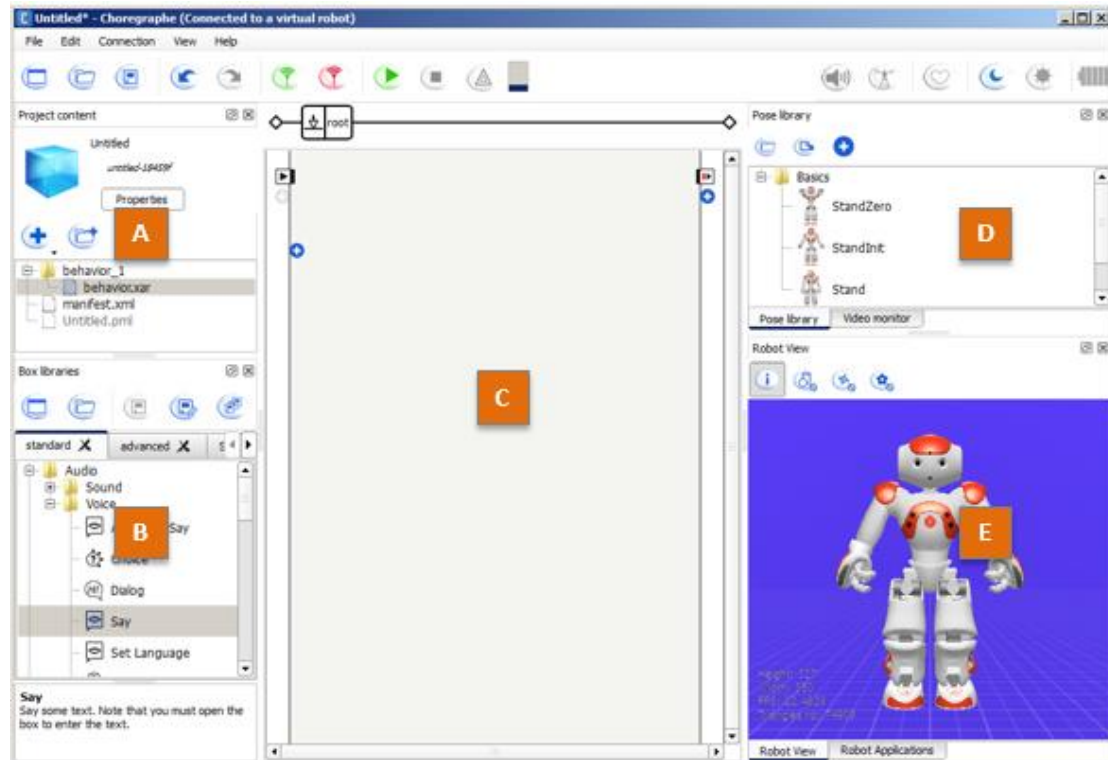 Untitled* - Choregraphe (Connected to a virtual robot)
File Edit Connection View Help
Project content
Untitled
Properties
A
behavior_1
behavior.xar
manifest.xml
Untitled.pml
Box libraries
standard advanced S
Audio
Sound
Voice
B
Say
Choice
Dialog
Say
Set Language
Say
Say some text. Note that you must open the
box to enter the text.
root
C
Pose library
Basics
StandZero
D
StandInit
Stand
Pose library Video monitor
Robot View
E
Robot View Robot Applications